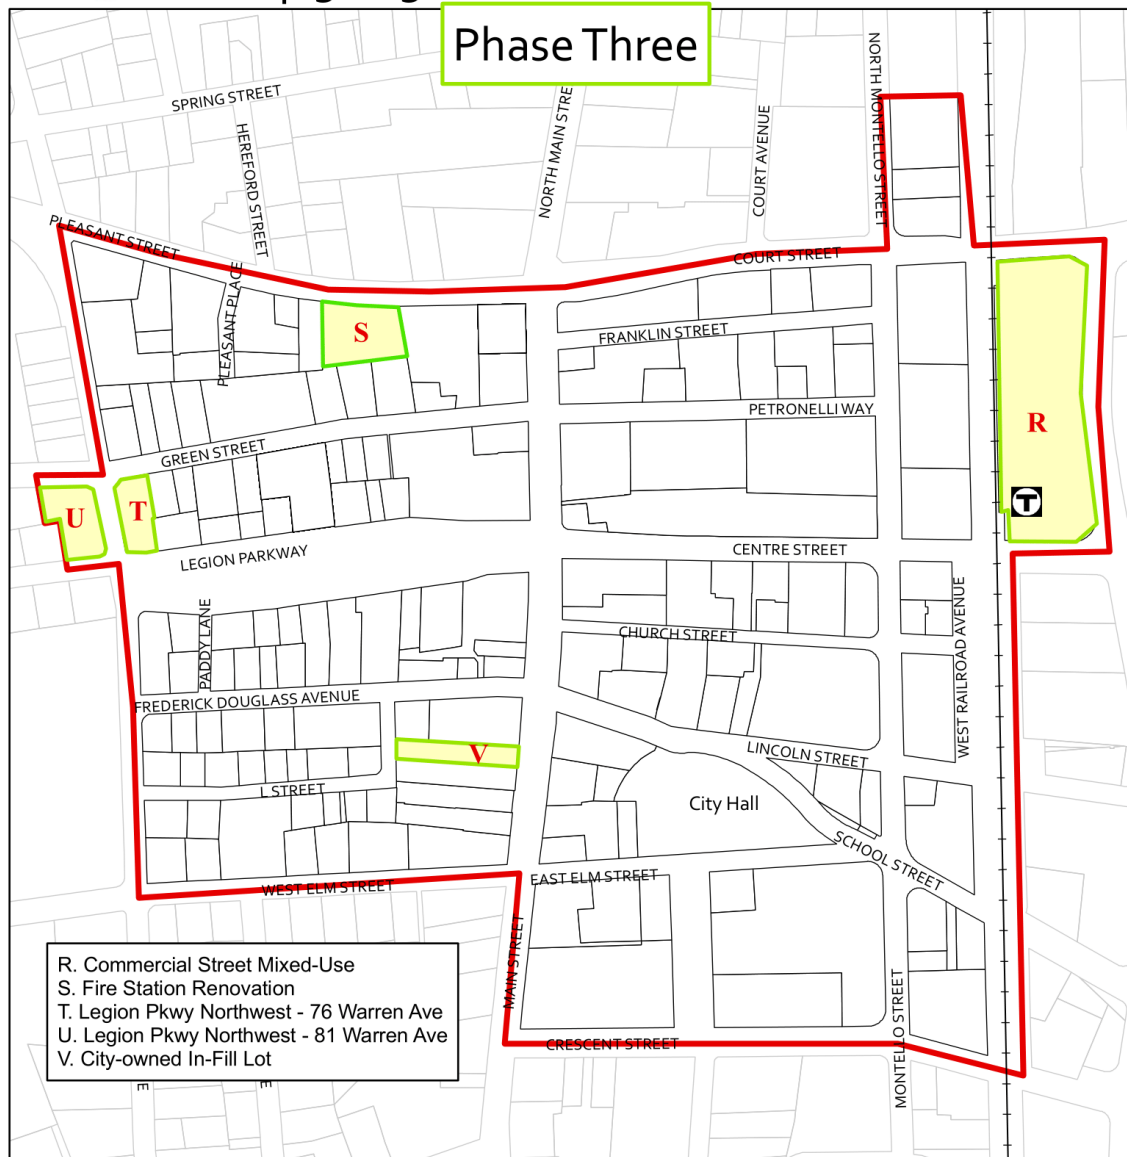 Phase Three
SPRING STREET
HEREFORD STREET
NORTH MAIN STRE
COURT AVENUE
NORTH MONTELLO STREET
PLEASANT STREET
PLEASANT PLACE
COURT STREET
S
FRANKLIN STREET
PETRONELLI WAY
R
GREEN STREET
U
T
T
LEGION PARKWAY
CENTRE STREET
PADDY LANE
CHURCH STREET
WEST RAILROAD AVENUE
FREDERICK DOUGLASS AVENUE
V
LINCOLN STREET
L STREET
City Hall
SCHOOL STREET
WEST ELM STREET
EAST ELM STREET
MAIN STREET
MONTELLO STREET
CRESCENT STREET
R. Commercial Street Mixed-Use
S. Fire Station Renovation
T. Legion Pkwy Northwest - 76 Warren Ave
U. Legion Pkwy Northwest - 81 Warren Ave
V. City-owned In-Fill Lot
E
E